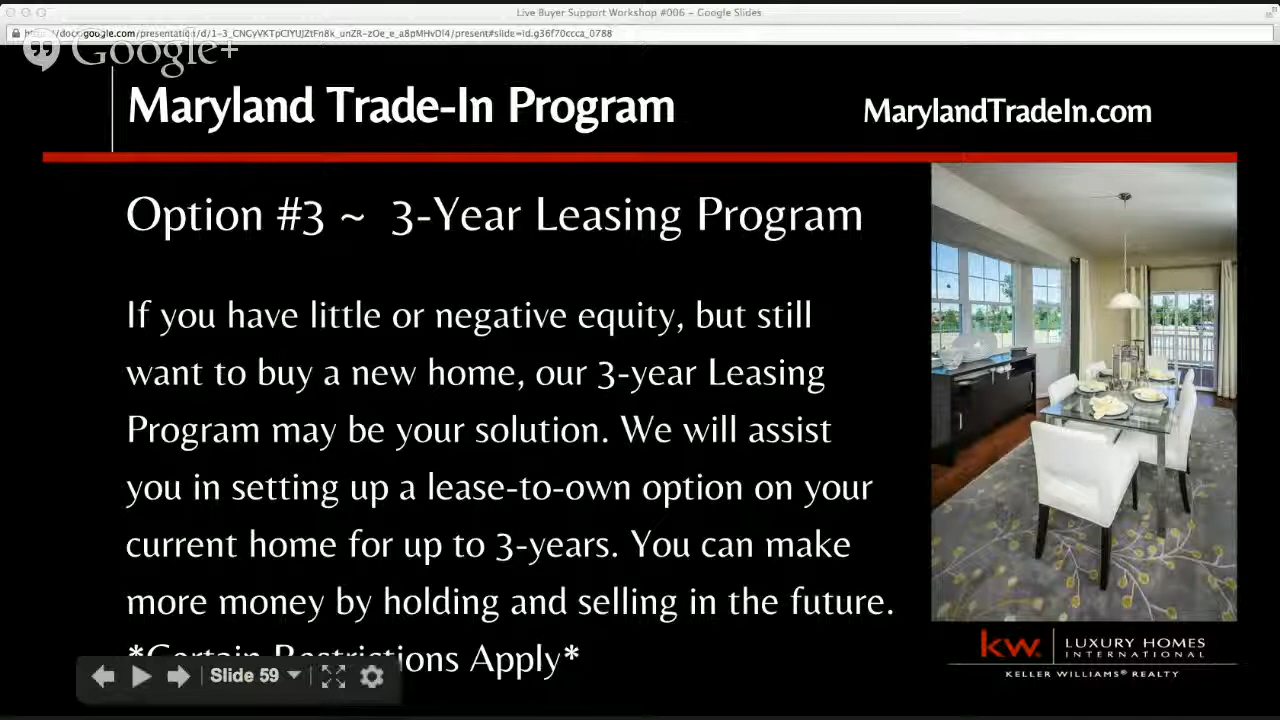 Live Buyer Support Workshop #006 – Google Slides
Google+
Maryland Trade-In Program
MarylandTradeIn.com
Option #3 ~ 3-Year Leasing Program
If you have little or negative equity, but still
want to buy a new home, our 3-year Leasing
Program may be your solution. We will assist
you in setting up a lease-to-own option on your
current home for up to 3-years. You can make
more money by holding and selling in the future.
*Certain Restrictions Apply*
Slide 59
kw LUXURY HOMES
INTERNATIONAL
KELLER WILLIAMS® REALTY